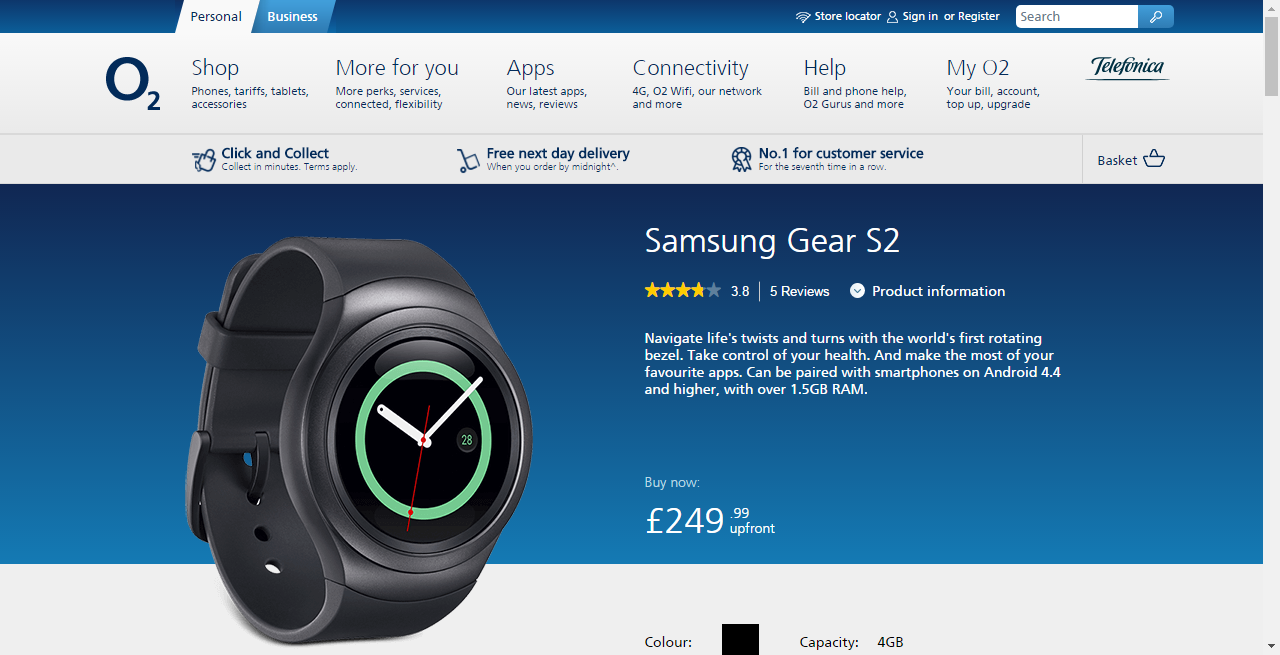 Personal
Business
Store locator
Sign in or Register
Search
O2
Shop
Phones, tariffs, tablets,
accessories
More for you
More perks, services,
connected, flexibility
Apps
Our latest apps,
news, reviews
Connectivity
4G, O2 Wifi, our network
and more
Help
Bill and phone help,
O2 Gurus and more
My O2
Your bill, account,
top up, upgrade
Telefónica
Click and Collect
Collect in minutes. Terms apply.
Free next day delivery
When you order by midnight^.
No.1 for customer service
For the seventh time in a row.
Basket
Samsung Gear S2
3.8
5 Reviews
Product information
Navigate life's twists and turns with the world's first rotating
bezel. Take control of your health. And make the most of your
favourite apps. Can be paired with smartphones on Android 4.4
and higher, with over 1.5GB RAM.
28
Buy now:
£249 .99
upfront
Colour:
Capacity: 4GB